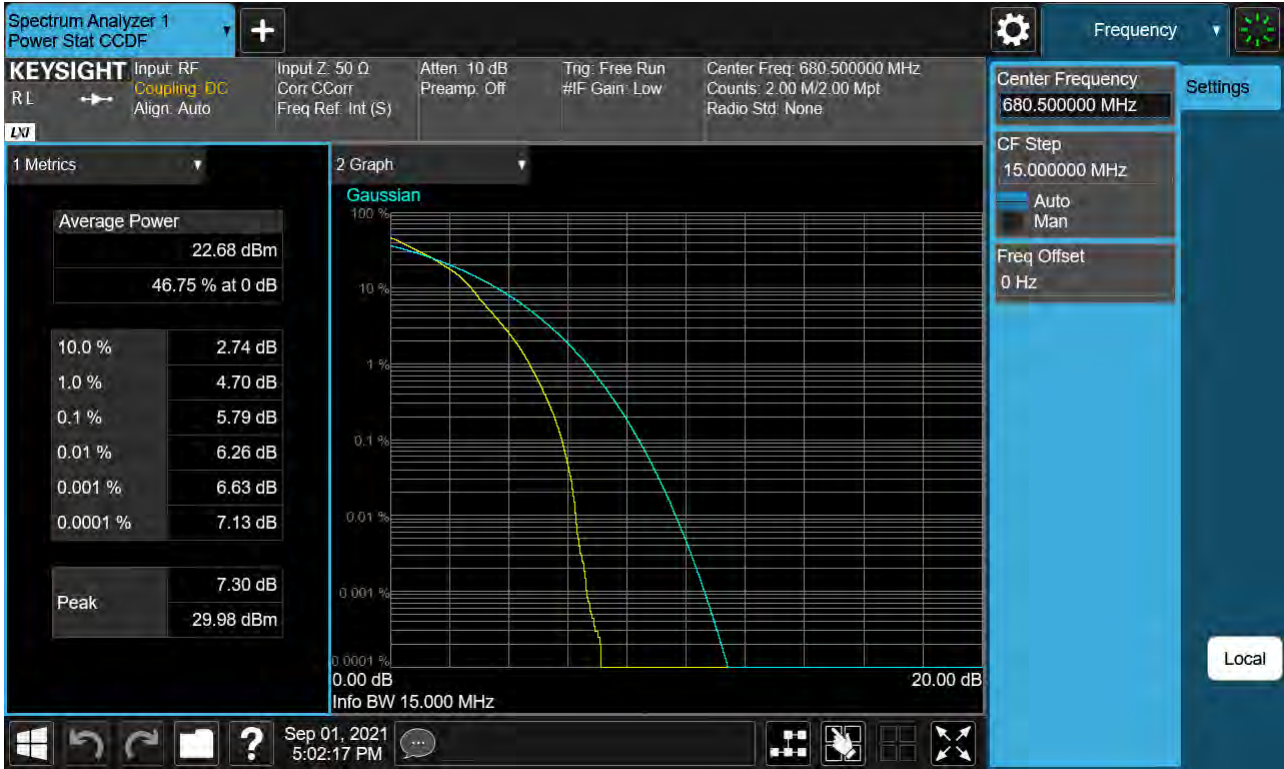 Spectrum Analyzer 1
Power Stat CCDF
Frequency
KEYSIGHT
R L
LXI
Input: RF
Coupling: DC
Align: Auto
Input Z: 50 Ω
Corr CCorr
Freq Ref: Int (S)
Atten: 10 dB
Preamp: Off
Trig: Free Run
#IF Gain: Low
Center Freq: 680.500000 MHz
Counts: 2.00 M/2.00 Mpt
Radio Std: None
Center Frequency
680.500000 MHz
Settings
CF Step
15.000000 MHz
Auto
Man
Freq Offset
0 Hz
1 Metrics
Average Power
22.68 dBm
46.75 % at 0 dB
10.0 % 2.74 dB
1.0 % 4.70 dB
0.1 % 5.79 dB
0.01 % 6.26 dB
0.001 % 6.63 dB
0.0001 % 7.13 dB
Peak
7.30 dB
29.98 dBm
2 Graph
Gaussian
100 %
10 %
1 %
0.1 %
0.01 %
0.001 %
0.0001 %
0.00 dB 20.00 dB
Info BW 15.000 MHz
Local
?
Sep 01, 2021
5:02:17 PM